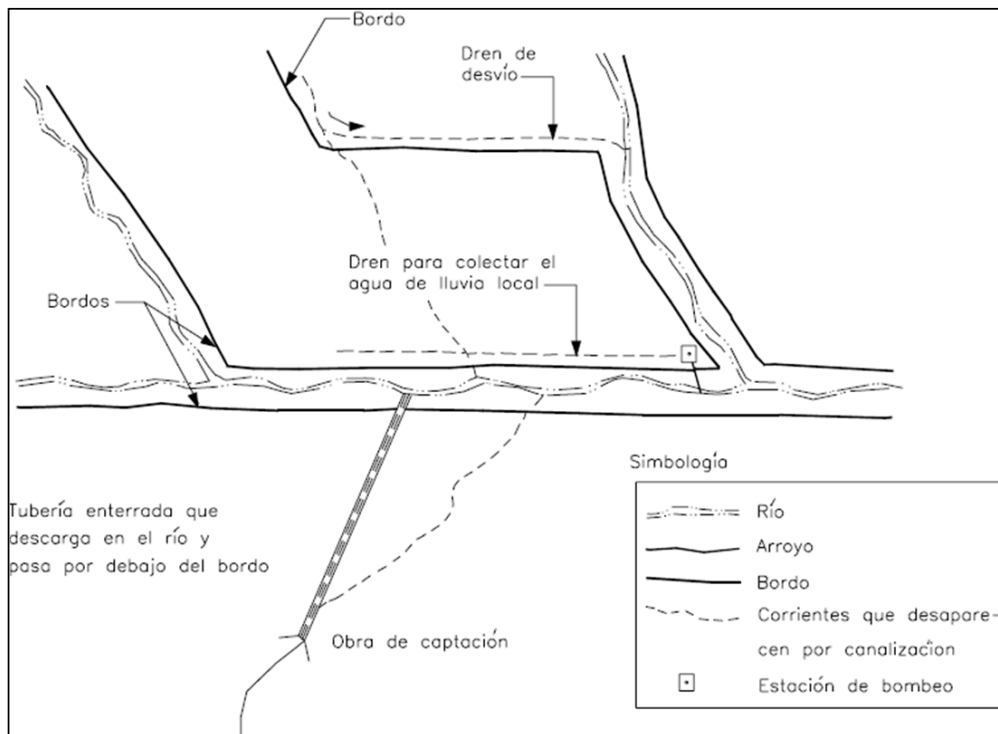 Bordo
Dren de
desvío
Dren para colectar el
agua de lluvia local
Bordos
Tubería enterrada que
descarga en el río y
pasa por debajo del bordo
Obra de captación
Simbología
Río
Arroyo
Bordo
Corrientes que desapare-
cen por canalización
Estación de bombeo